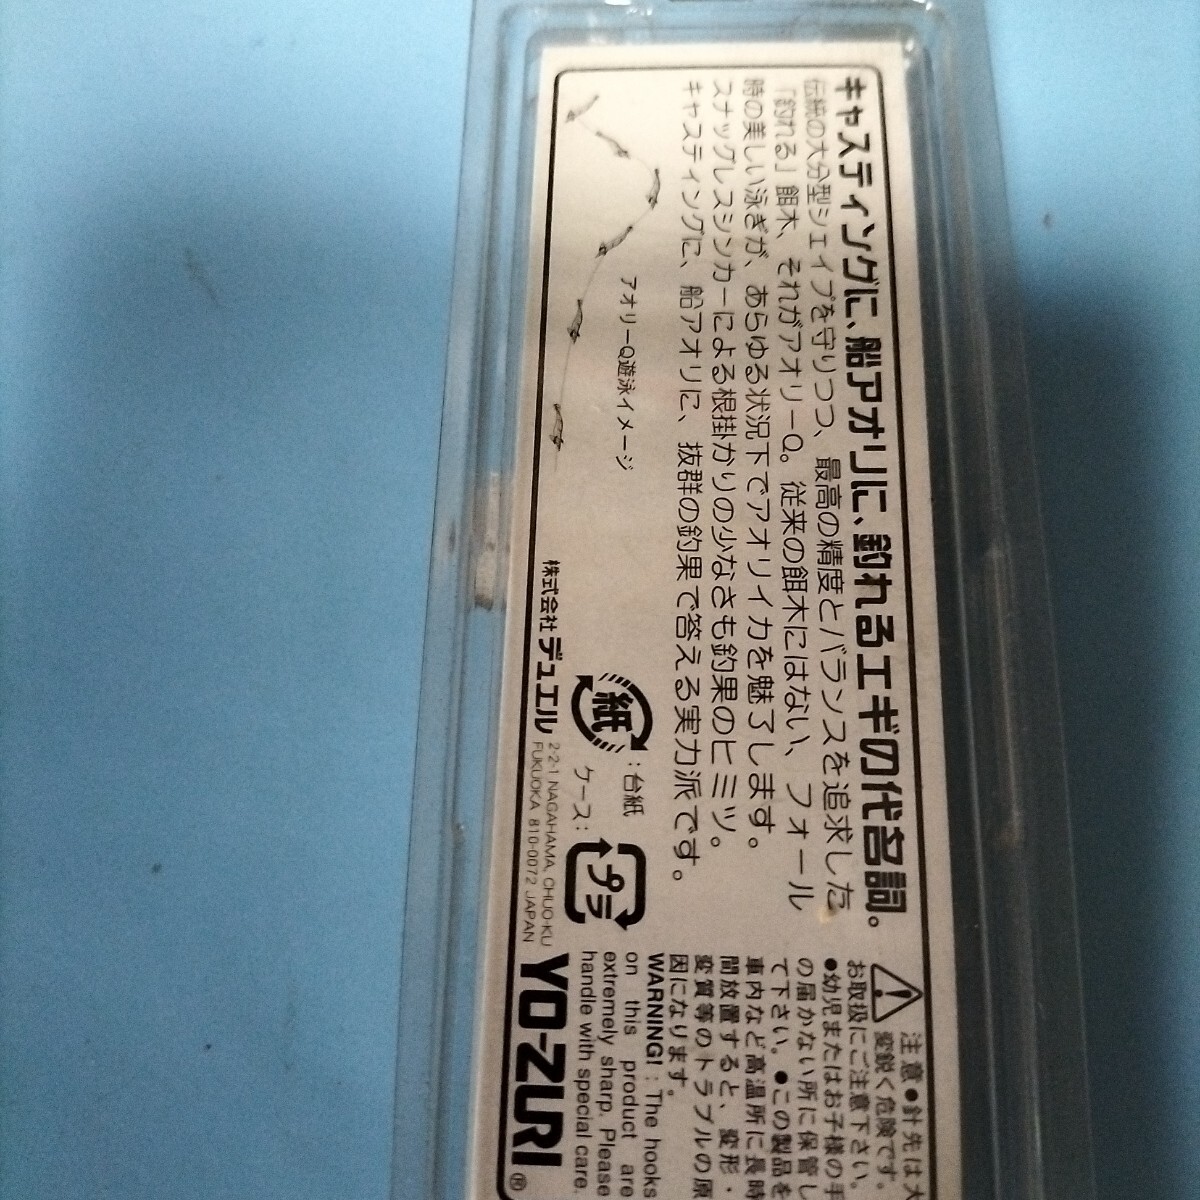 キャスティングに、船アオリに、釣れるエギの代名詞。
伝統の大分型シェイプを守りつつ、最高の精度とバランスを追求した
「釣れる」餌木、それがアオリーQ。従来の餌木にはない、フォール
時の美しい泳ぎが、あらゆる状況下でアオリイカを魅了します。
スナッグレスシンカーによる根掛かりの少なさも釣果のヒミツ。
キャスティングに、船アオリに、抜群の釣果で答える実力派です。
アオリーQ遊泳イメージ
紙:台紙
ケース:プラ
株式会社デュエル
2-2-1 NAGAHAMA, CHUO-KU
FUKUOKA 810-0072 JAPAN
注意●針先は大
変鋭く危険です。
お取扱にご注意下さい。
●幼児またはお子様の手
の届かない所に保管し
て下さい。●この製品を
車内など高温所に長時
間放置すると、変形・
変質等のトラブルの原
因になります。
WARNING! : The hooks
on this product are
extremely sharp. Please
handle with special care.
YO-ZURI®